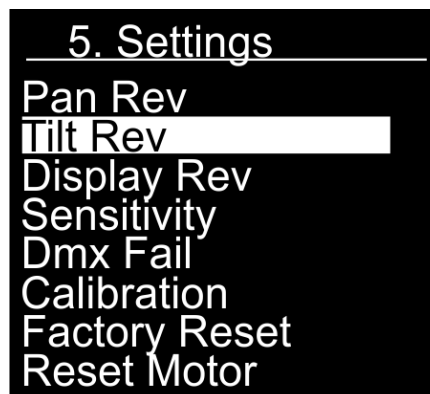 5. Settings
Pan Rev
Tilt Rev
Display Rev
Sensitivity
Dmx Fail
Calibration
Factory Reset
Reset Motor